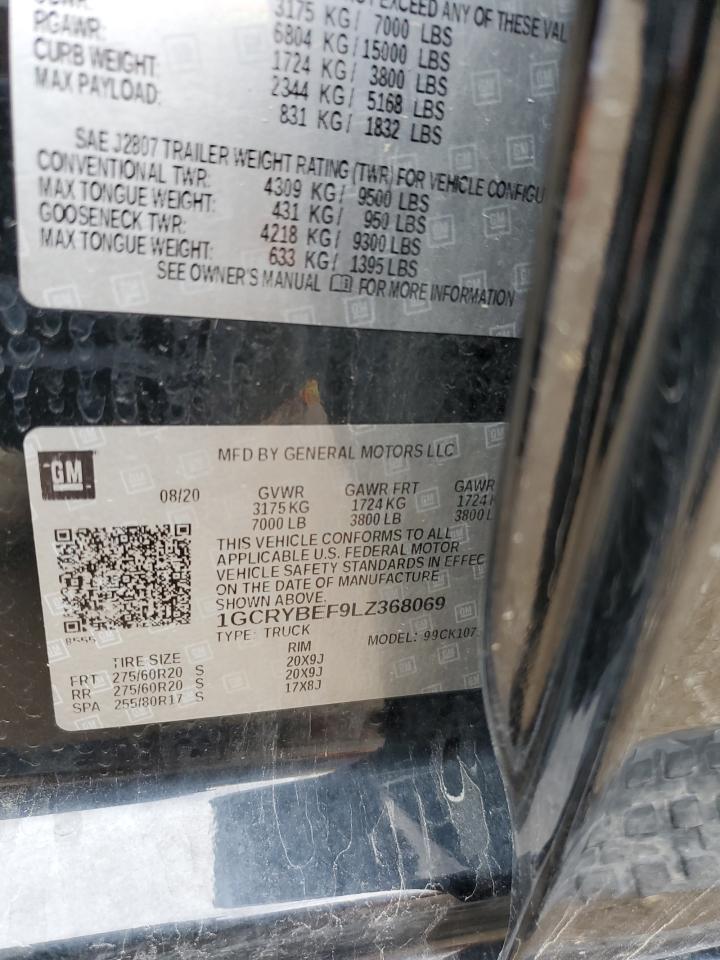 EXCEED ANY OF THESE VAL
3175 KG / 7000 LBS
PGAWR: 6804 KG / 15000 LBS
CURB WEIGHT: 1724 KG / 3800 LBS
MAX PAYLOAD: 2344 KG / 5168 LBS
831 KG / 1832 LBS
SAE J2807 TRAILER WEIGHT RATING (TWR) FOR VEHICLE CONFIGU
CONVENTIONAL TWR: 4309 KG / 9500 LBS
MAX TONGUE WEIGHT: 431 KG / 950 LBS
GOOSENECK TWR: 4218 KG / 9300 LBS
MAX TONGUE WEIGHT: 633 KG / 1395 LBS
SEE OWNER'S MANUAL FOR MORE INFORMATION
GM
MFD BY GENERAL MOTORS LLC
08/20 GVWR GAWR FRT GAWR
3175 KG 1724 KG 1724 K
7000 LB 3800 LB 3800 L
THIS VEHICLE CONFORMS TO ALL
APPLICABLE U.S. FEDERAL MOTOR
VEHICLE SAFETY STANDARDS IN EFFEC
ON THE DATE OF MANUFACTURE
SHOWN ABOVE.
1GCRYBEF9LZ368069
TYPE: TRUCK MODEL: 99CK107
TIRE SIZE RIM
FRT 275/60R20 S 20X9J
RR 275/60R20 S 20X9J
SPA 255/80R17 S 17X8J